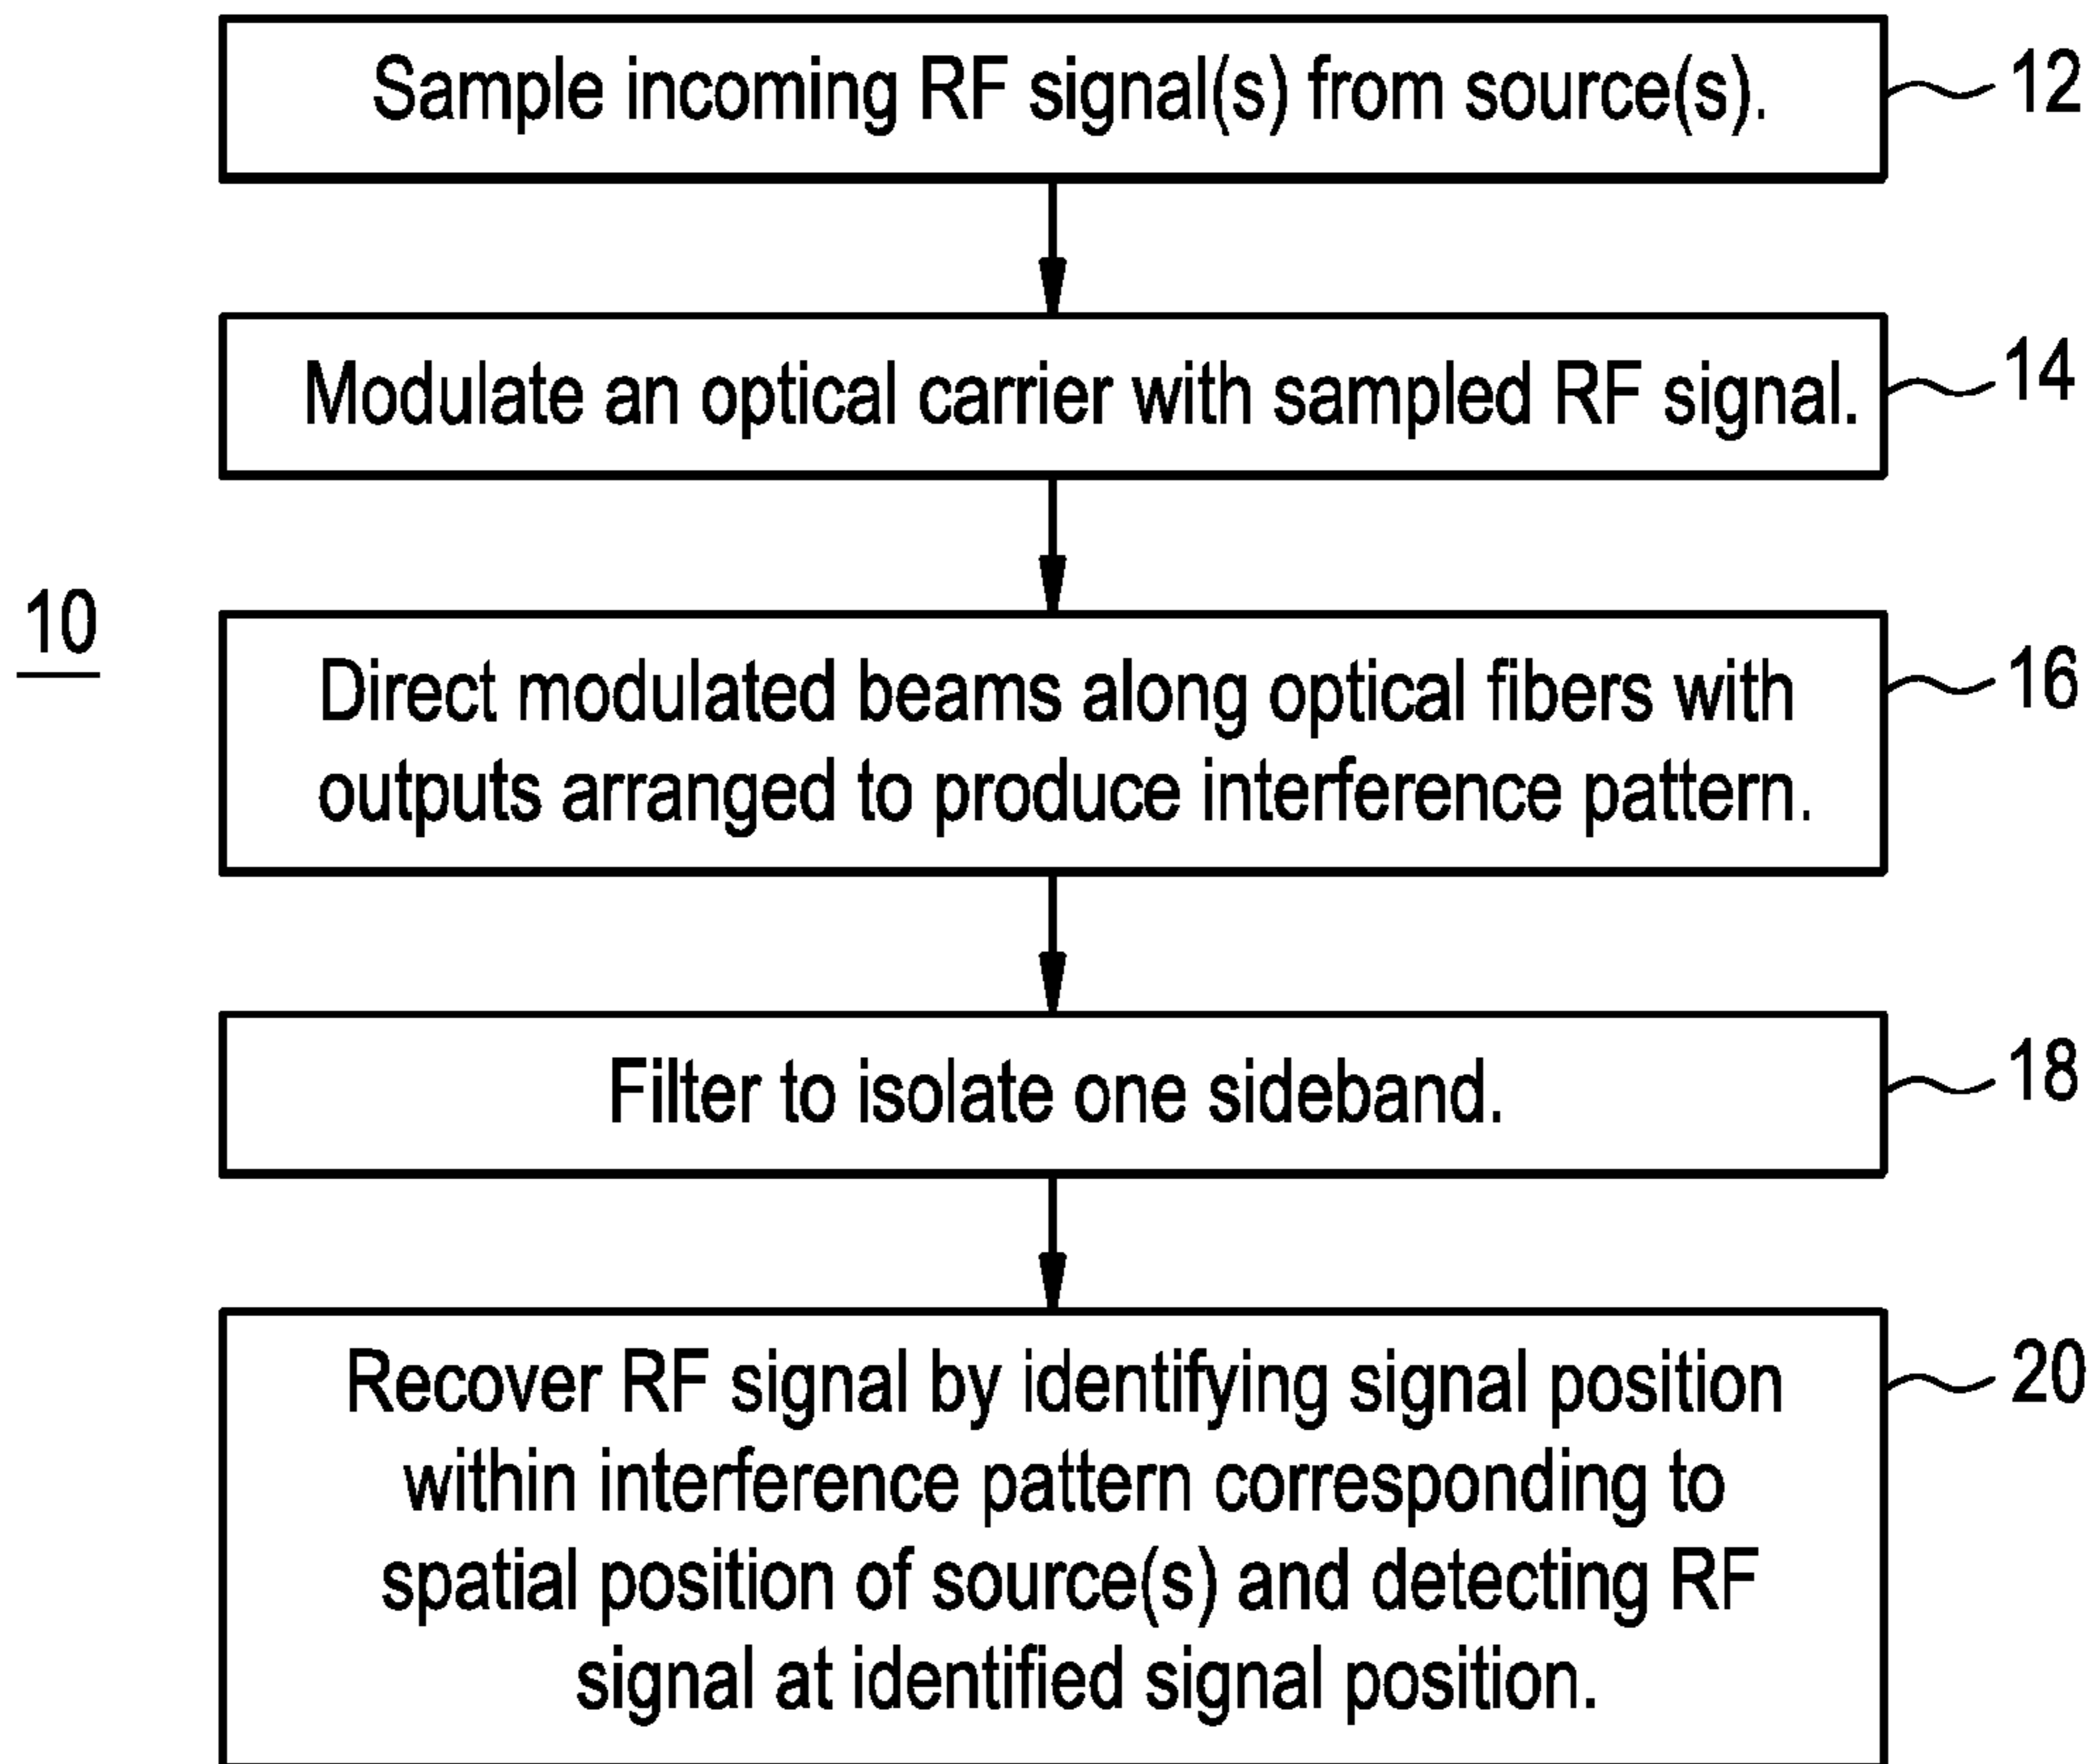 Sample incoming RF signal(s) from source(s).
12
Modulate an optical carrier with sampled RF signal.
14
10
Direct modulated beams along optical fibers with
outputs arranged to produce interference pattern.
16
Filter to isolate one sideband.
18
Recover RF signal by identifying signal position
within interference pattern corresponding to
spatial position of source(s) and detecting RF
signal at identified signal position.
20